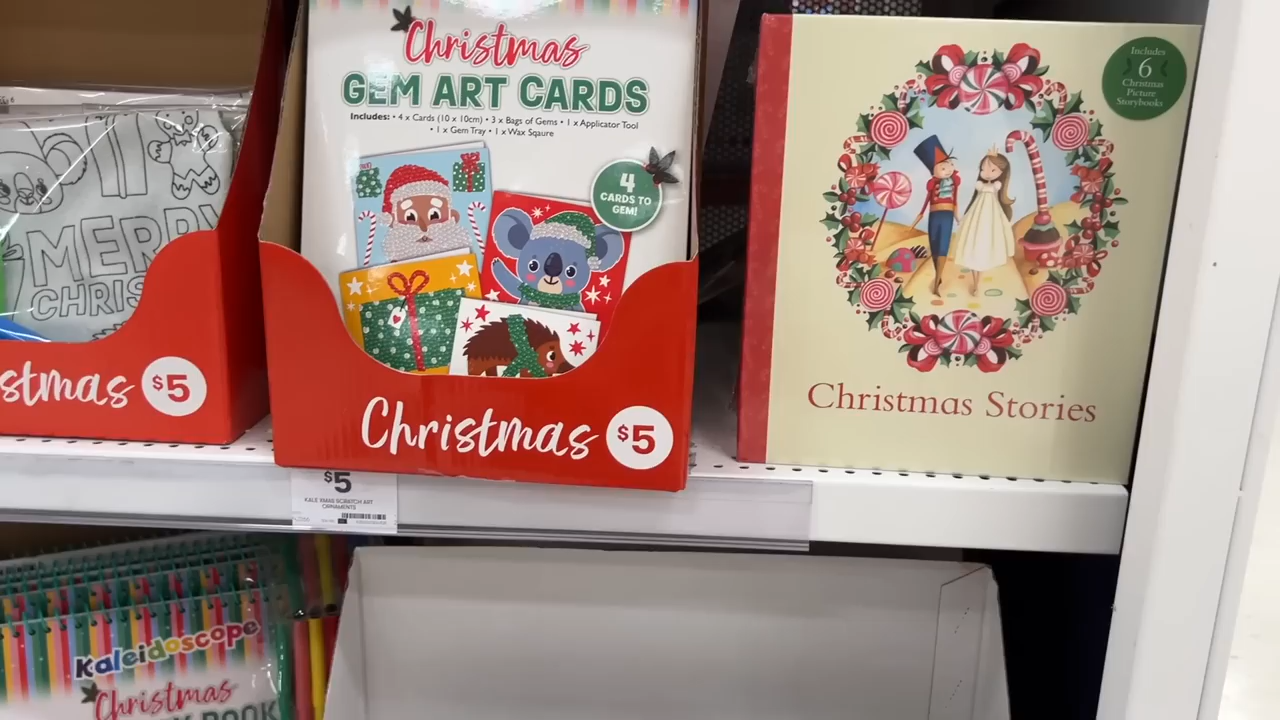 MERRY
CHRIS
stmas $5
Christmas
GEM ART CARDS
Includes: • 4 x Cards (10 x 10cm) • 3 x Bags of Gems • 1 x Applicator Tool
• 1 x Gem Tray • 1 x Wax Sqaure
4
CARDS TO
GEM!
Christmas $5
Includes
6
Christmas
Picture
Storybooks
Christmas Stories
$5
KALE XMAS SCRATCH ART
ORNAMENTS
Kaleidoscope
Christmas
BOOK